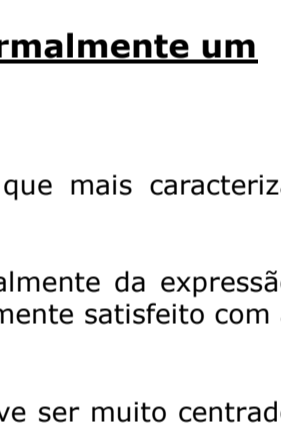 rmalmente um
que mais caracteriz
almente da expressã
mente satisfeito com
ve ser muito centrad